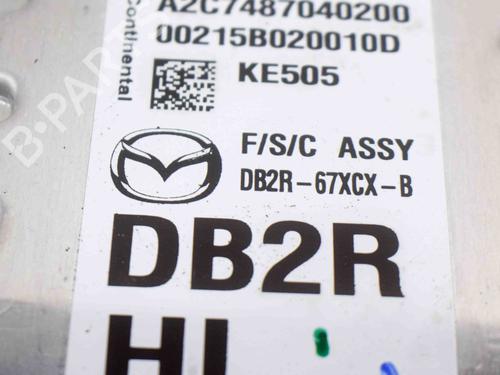 A2C7487040200
00215B020010D
Continental
KE505
F/S/C ASSY
DB2R-67XCX-B
DB2R
B·PARTS